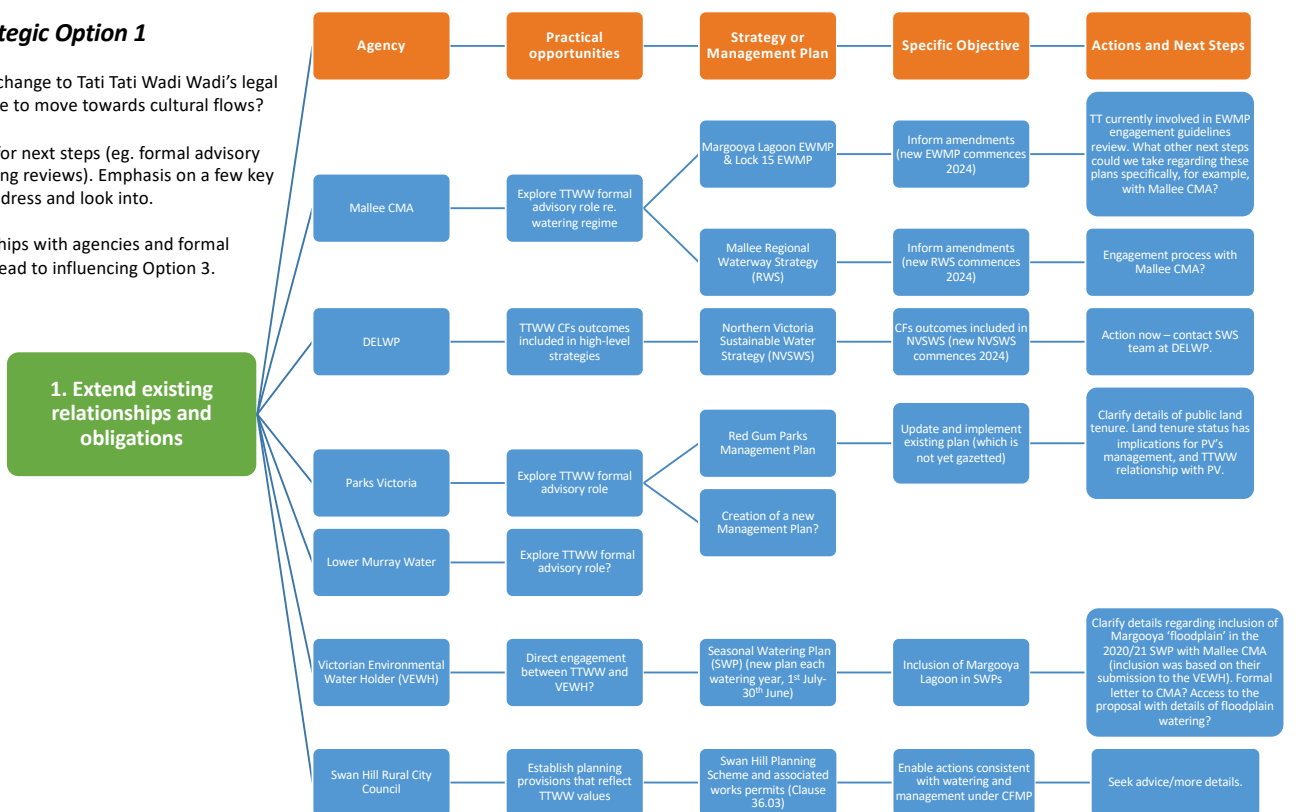 tegic Option 1
change to Tati Tati Wadi Wadi's legal
e to move towards cultural flows?
for next steps (eg. formal advisory
ng reviews). Emphasis on a few key
dress and look into.
hips with agencies and formal
ead to influencing Option 3.
1. Extend existing
relationships and
obligations
Agency
Practical
opportunities
Strategy or
Management Plan
Specific Objective
Actions and Next Steps
Mallee CMA
Explore TTWW formal
advisory role re.
watering regime
Margooya Lagoon EWMP
& Lock 15 EWMP
Inform amendments
(new EWMP commences
2024)
TT currently involved in EWMP
engagement guidelines
review. What other next steps
could we take regarding these
plans specifically, for example,
with Mallee CMA?
Mallee Regional
Waterway Strategy
(RWS)
Inform amendments
(new RWS commences
2024)
Engagement process with
Mallee CMA?
DELWP
TTWW CFs outcomes
included in high-level
strategies
Northern Victoria
Sustainable Water
Strategy (NVSWS)
CFs outcomes included in
NVSWS (new NVSWS
commences 2024)
Action now – contact SWS
team at DELWP.
Parks Victoria
Explore TTWW formal
advisory role
Red Gum Parks
Management Plan
Update and implement
existing plan (which is
not yet gazetted)
Clarify details of public land
tenure. Land tenure status has
implications for PV's
management, and TTWW
relationship with PV.
Creation of a new
Management Plan?
Lower Murray Water
Explore TTWW formal
advisory role?
Victorian Environmental
Water Holder (VEWH)
Direct engagement
between TTWW and
VEWH?
Seasonal Watering Plan
(SWP) (new plan each
watering year, 1st July-
30th June)
Inclusion of Margooya
Lagoon in SWPs
Clarify details regarding inclusion of
Margooya 'floodplain' in the
2020/21 SWP with Mallee CMA
(inclusion was based on their
submission to the VEWH). Formal
letter to CMA? Access to the
proposal with details of floodplain
watering?
Swan Hill Rural City
Council
Establish planning
provisions that reflect
TTWW values
Swan Hill Planning
Scheme and associated
works permits (Clause
36.03)
Enable actions consistent
with watering and
management under CFMP
Seek advice/more details.